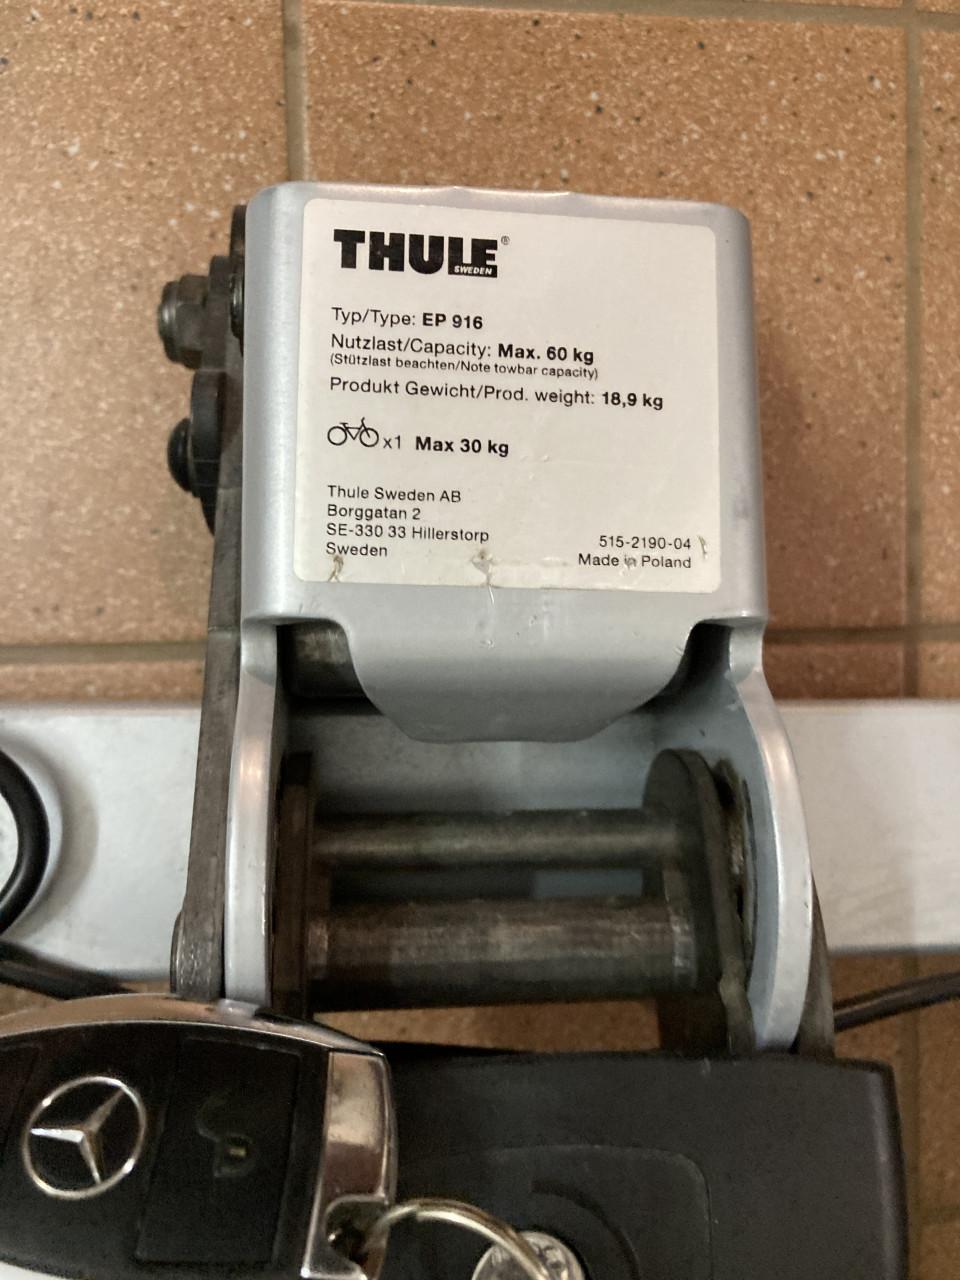 THULE®
SWEDEN
Typ/Type: EP 916
Nutzlast/Capacity: Max. 60 kg
(Stützlast beachten/Note towbar capacity)
Produkt Gewicht/Prod. weight: 18,9 kg
x1 Max 30 kg
Thule Sweden AB
Borggatan 2
SE-330 33 Hillerstorp
Sweden
515-2190-04
Made in Poland